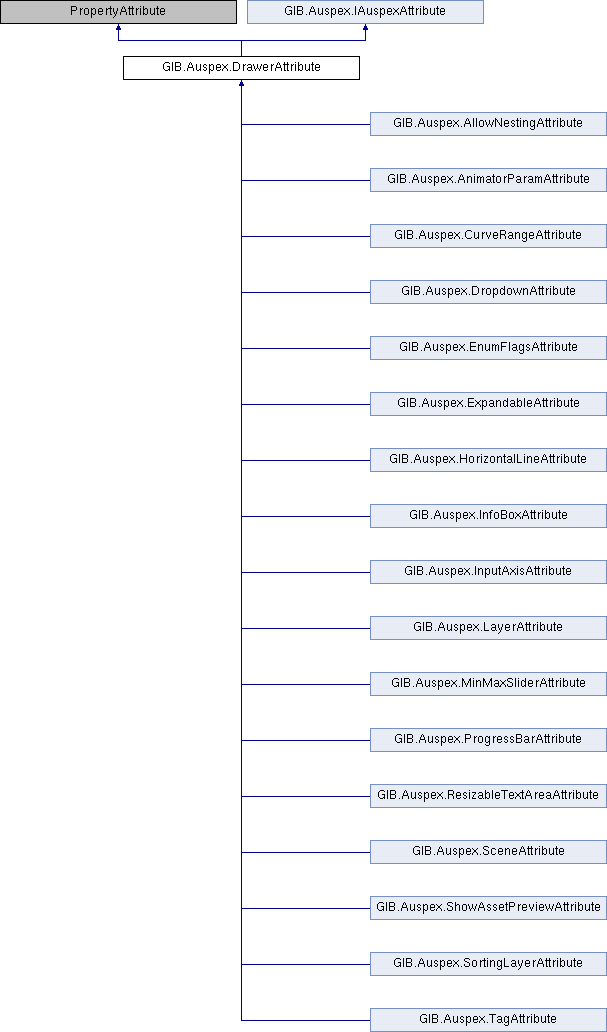 PropertyAttribute
GIB.Auspex.IAuspexAttribute
GIB.Auspex.DrawerAttribute
GIB.Auspex.AllowNestingAttribute
GIB.Auspex.AnimatorParamAttribute
GIB.Auspex.CurveRangeAttribute
GIB.Auspex.DropdownAttribute
GIB.Auspex.EnumFlagsAttribute
GIB.Auspex.ExpandableAttribute
GIB.Auspex.HorizontalLineAttribute
GIB.Auspex.InfoBoxAttribute
GIB.Auspex.InputAxisAttribute
GIB.Auspex.LayerAttribute
GIB.Auspex.MinMaxSliderAttribute
GIB.Auspex.ProgressBarAttribute
GIB.Auspex.ResizableTextAreaAttribute
GIB.Auspex.SceneAttribute
GIB.Auspex.ShowAssetPreviewAttribute
GIB.Auspex.SortingLayerAttribute
GIB.Auspex.TagAttribute